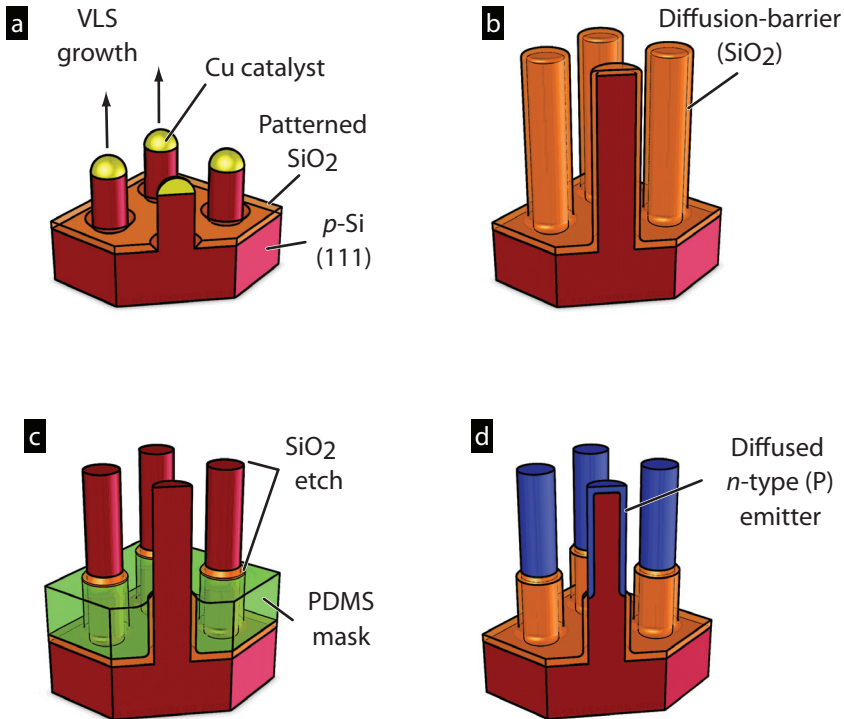 a
VLS
growth
Cu catalyst
Patterned
SiO2
p-Si
(111)
b
Diffusion-barrier
(SiO2)
c
SiO2
etch
PDMS
mask
d
Diffused
n-type (P)
emitter